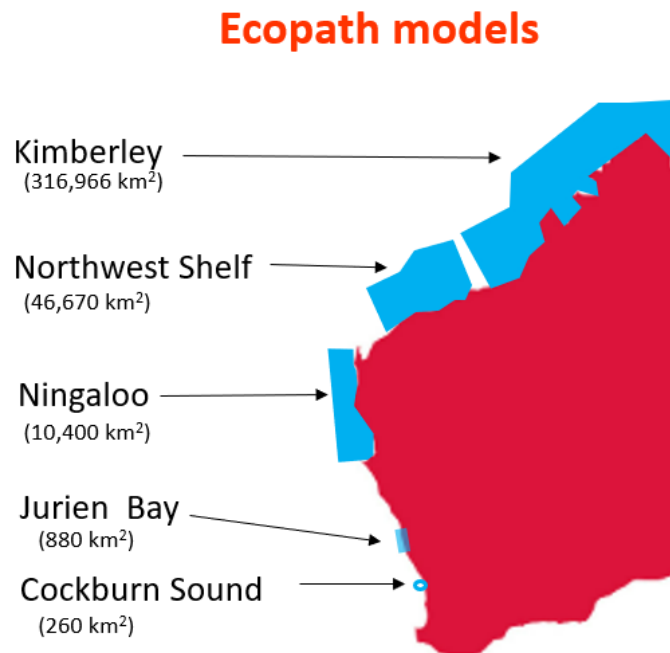 Ecopath models
Kimberley
(316,966 km²)
Northwest Shelf
(46,670 km²)
Ningaloo
(10,400 km²)
Jurien Bay
(880 km²)
Cockburn Sound
(260 km²)